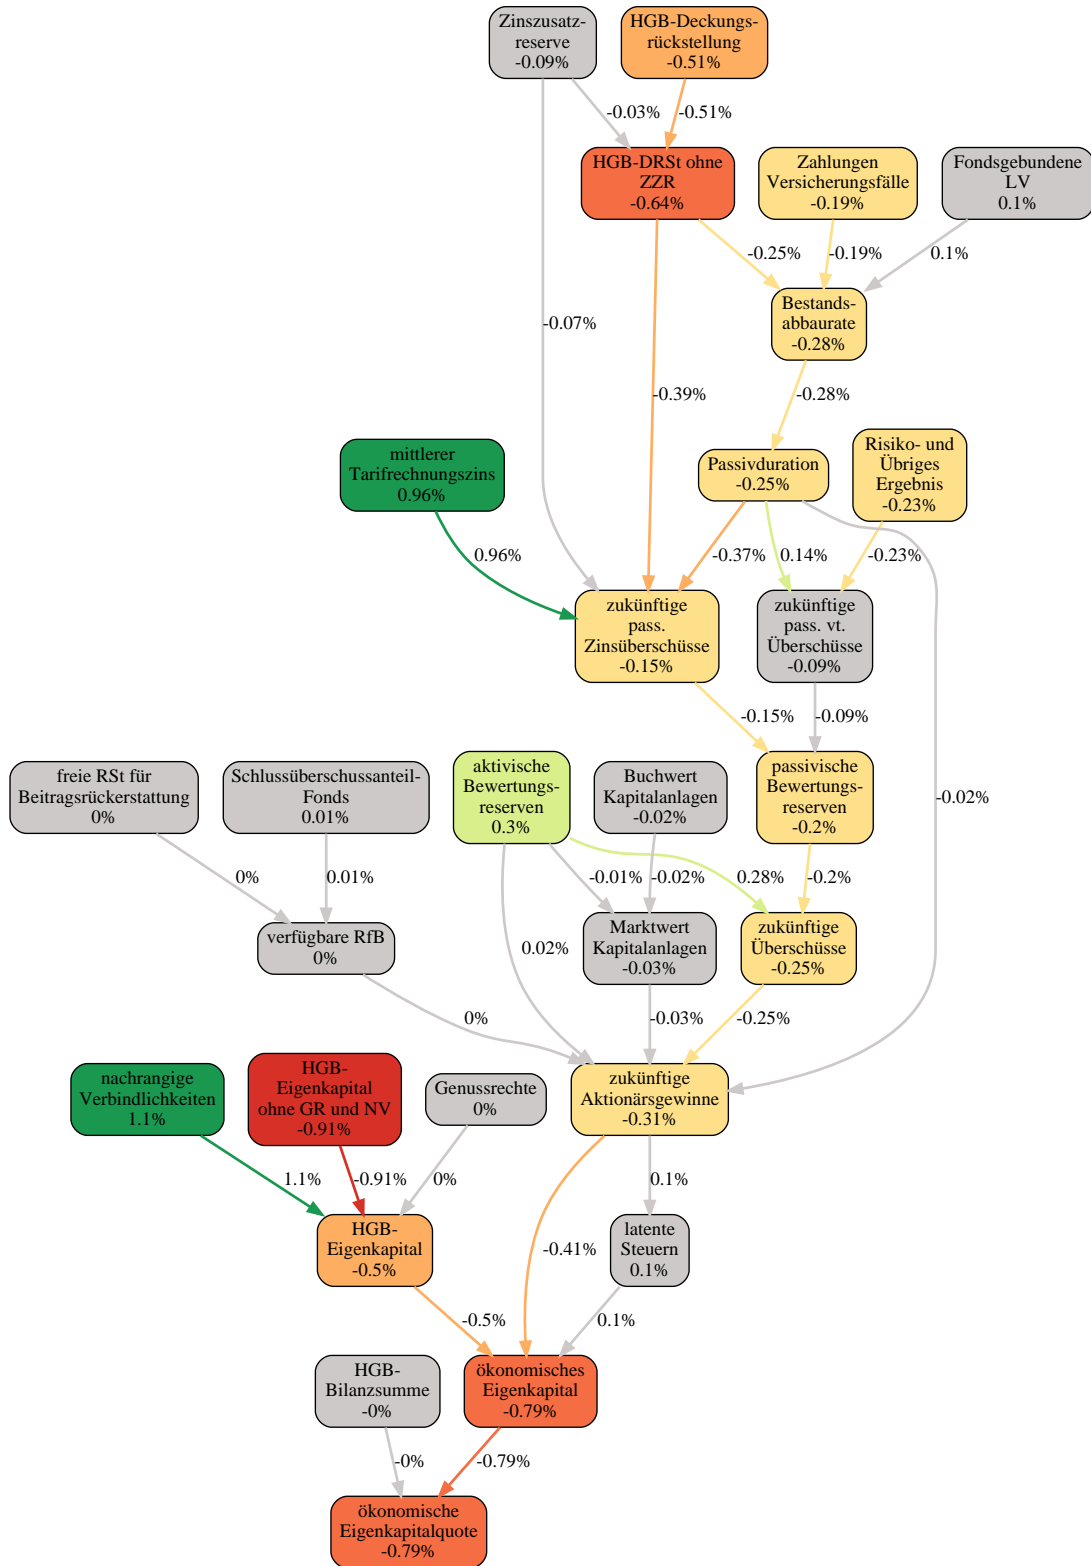 Zinszusatz-
reserve
-0.09%
HGB-Deckungs-
rückstellung
-0.51%
-0.03%
-0.51%
HGB-DRSt ohne
ZZR
-0.64%
Zahlungen
Versicherungsfälle
-0.19%
Fondsgebundene
LV
0.1%
-0.25%
-0.19%
0.1%
-0.07%
Bestands-
abbaurate
-0.28%
-0.39%
-0.28%
mittlerer
Tarifrechnungszins
0.96%
Passivduration
-0.25%
Risiko- und
Übriges
Ergebnis
-0.23%
0.96%
-0.37%
0.14%
-0.23%
zukünftige
pass.
Zinsüberschüsse
-0.15%
zukünftige
pass. vt.
Überschüsse
-0.09%
-0.15%
-0.09%
-0.02%
freie RSt für
Beitragsrückerstattung
0%
Schlussüberschussanteil-
Fonds
0.01%
aktivische
Bewertungs-
reserven
0.3%
Buchwert
Kapitalanlagen
-0.02%
passivische
Bewertungs-
reserven
-0.2%
0%
0.01%
-0.01%
-0.02%
0.28%
-0.2%
verfügbare RfB
0%
0.02%
Marktwert
Kapitalanlagen
-0.03%
zukünftige
Überschüsse
-0.25%
0%
-0.03%
-0.25%
nachrangige
Verbindlichkeiten
1.1%
HGB-
Eigenkapital
ohne GR und NV
-0.91%
Genussrechte
0%
zukünftige
Aktionärsgewinne
-0.31%
1.1%
-0.91%
0%
0.1%
HGB-
Eigenkapital
-0.5%
-0.41%
latente
Steuern
0.1%
-0.5%
0.1%
HGB-
Bilanzsumme
-0%
ökonomisches
Eigenkapital
-0.79%
-0%
-0.79%
ökonomische
Eigenkapitalquote
-0.79%